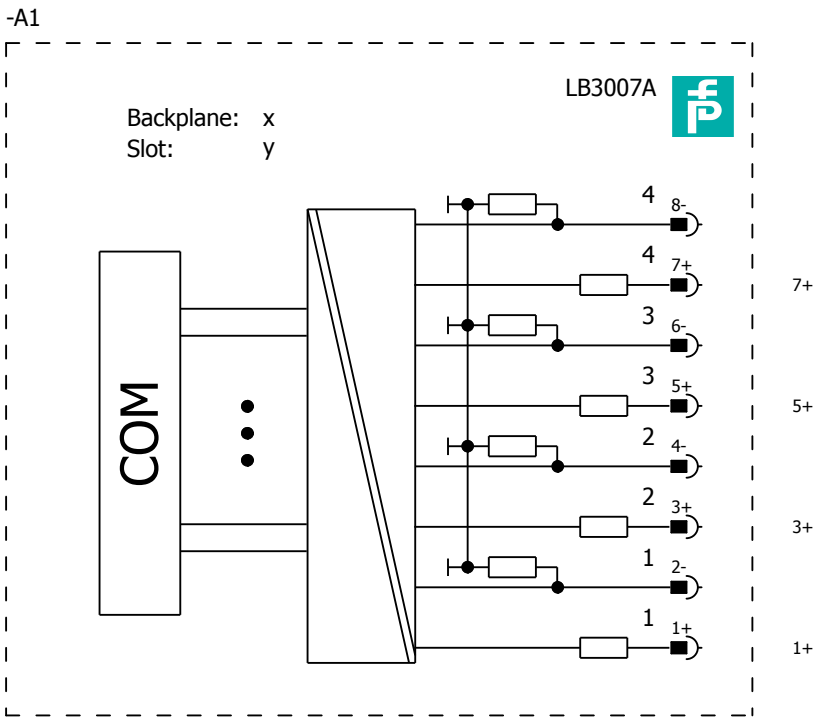 -A1
LB3007A
Backplane: x
Slot: y
4 8-
4 7+ 7+
3 6-
3 5+ 5+
COM
2 4-
2 3+ 3+
1 2-
1 1+ 1+